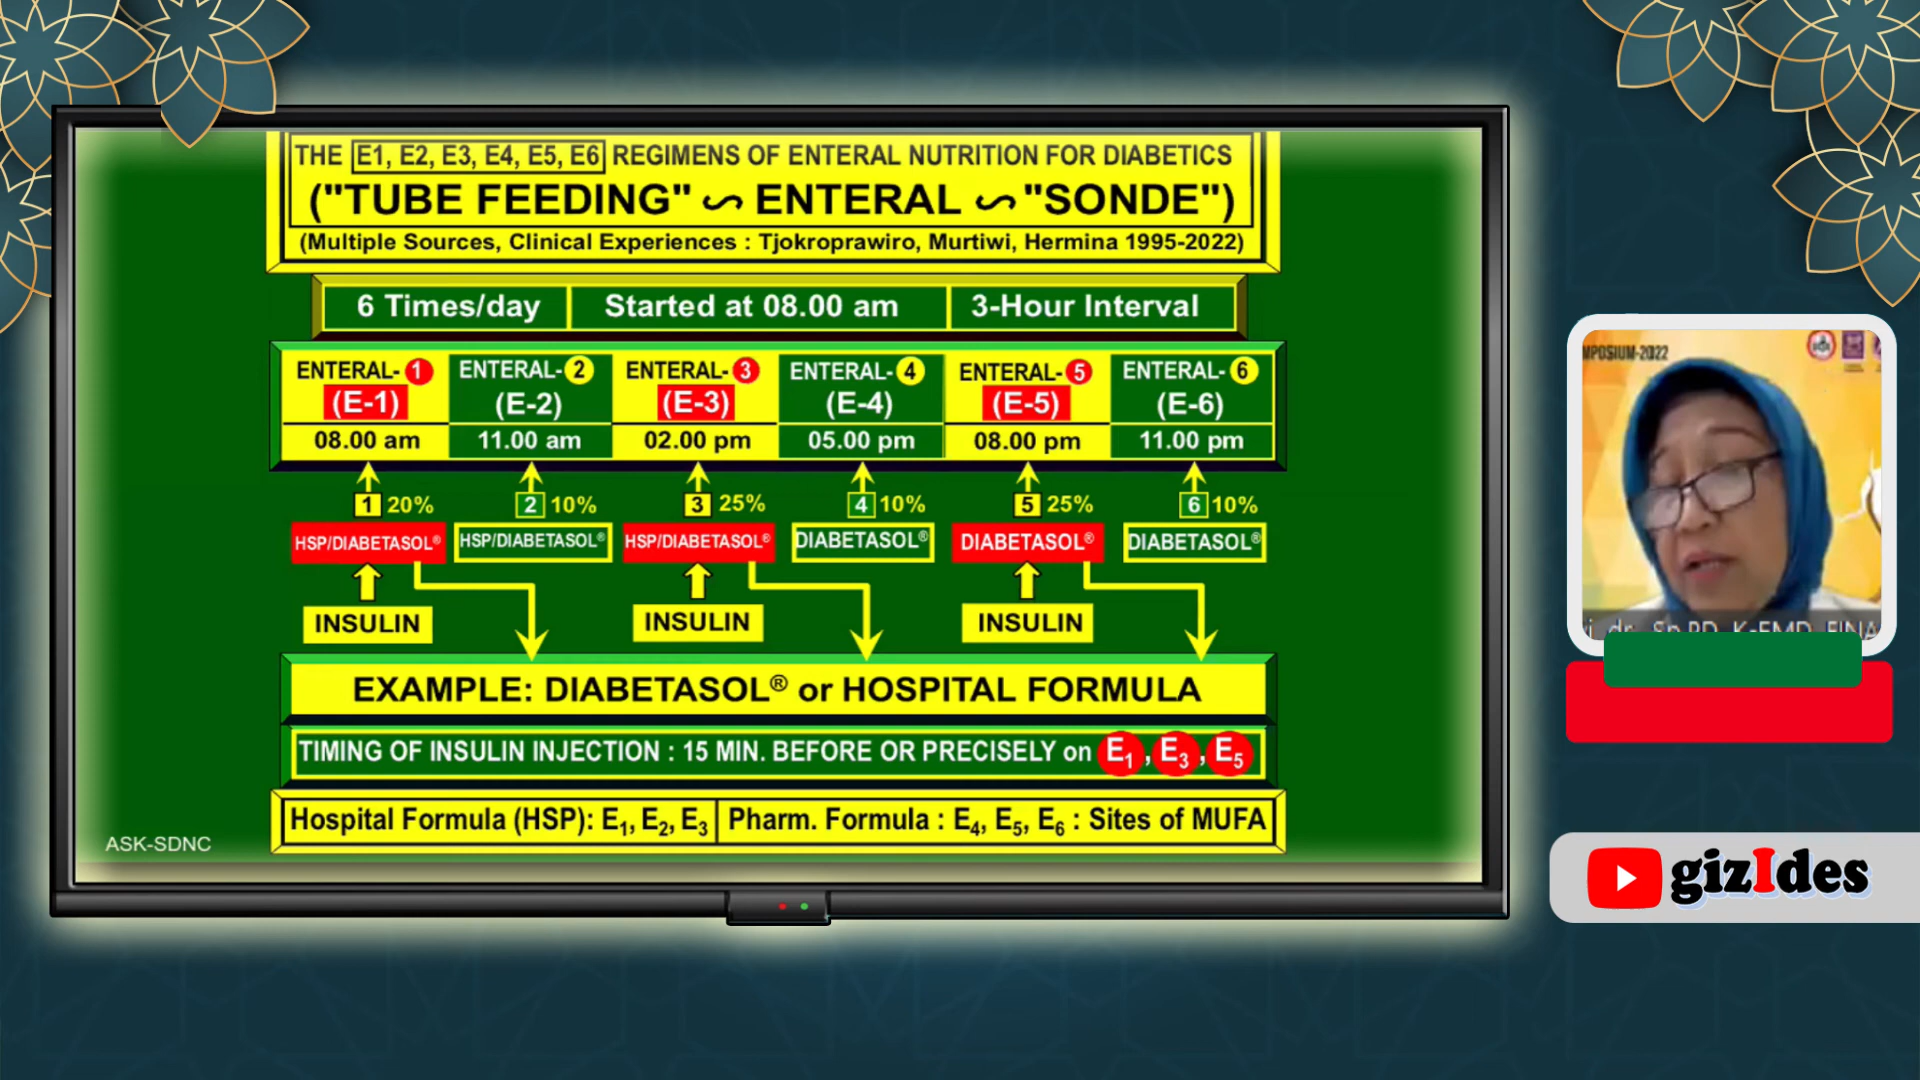 THE E1, E2, E3, E4, E5, E6 REGIMENS OF ENTERAL NUTRITION FOR DIABETICS
("TUBE FEEDING" ∽ ENTERAL ∽ "SONDE")
(Multiple Sources, Clinical Experiences : Tjokroprawiro, Murtiwi, Hermina 1995-2022)
6 Times/day Started at 08.00 am 3-Hour Interval
ENTERAL-1 ENTERAL-2 ENTERAL-3 ENTERAL-4 ENTERAL-5 ENTERAL-6
(E-1) (E-2) (E-3) (E-4) (E-5) (E-6)
08.00 am 11.00 am 02.00 pm 05.00 pm 08.00 pm 11.00 pm
1 20% 2 10% 3 25% 4 10% 5 25% 6 10%
HSP/DIABETASOL® HSP/DIABETASOL® HSP/DIABETASOL® DIABETASOL® DIABETASOL® DIABETASOL®
INSULIN INSULIN INSULIN
EXAMPLE: DIABETASOL® or HOSPITAL FORMULA
TIMING OF INSULIN INJECTION : 15 MIN. BEFORE OR PRECISELY on E1, E3, E5
Hospital Formula (HSP): E1, E2, E3 Pharm. Formula : E4, E5, E6 : Sites of MUFA
ASK-SDNC
MPOSIUM-2022
gizIdes